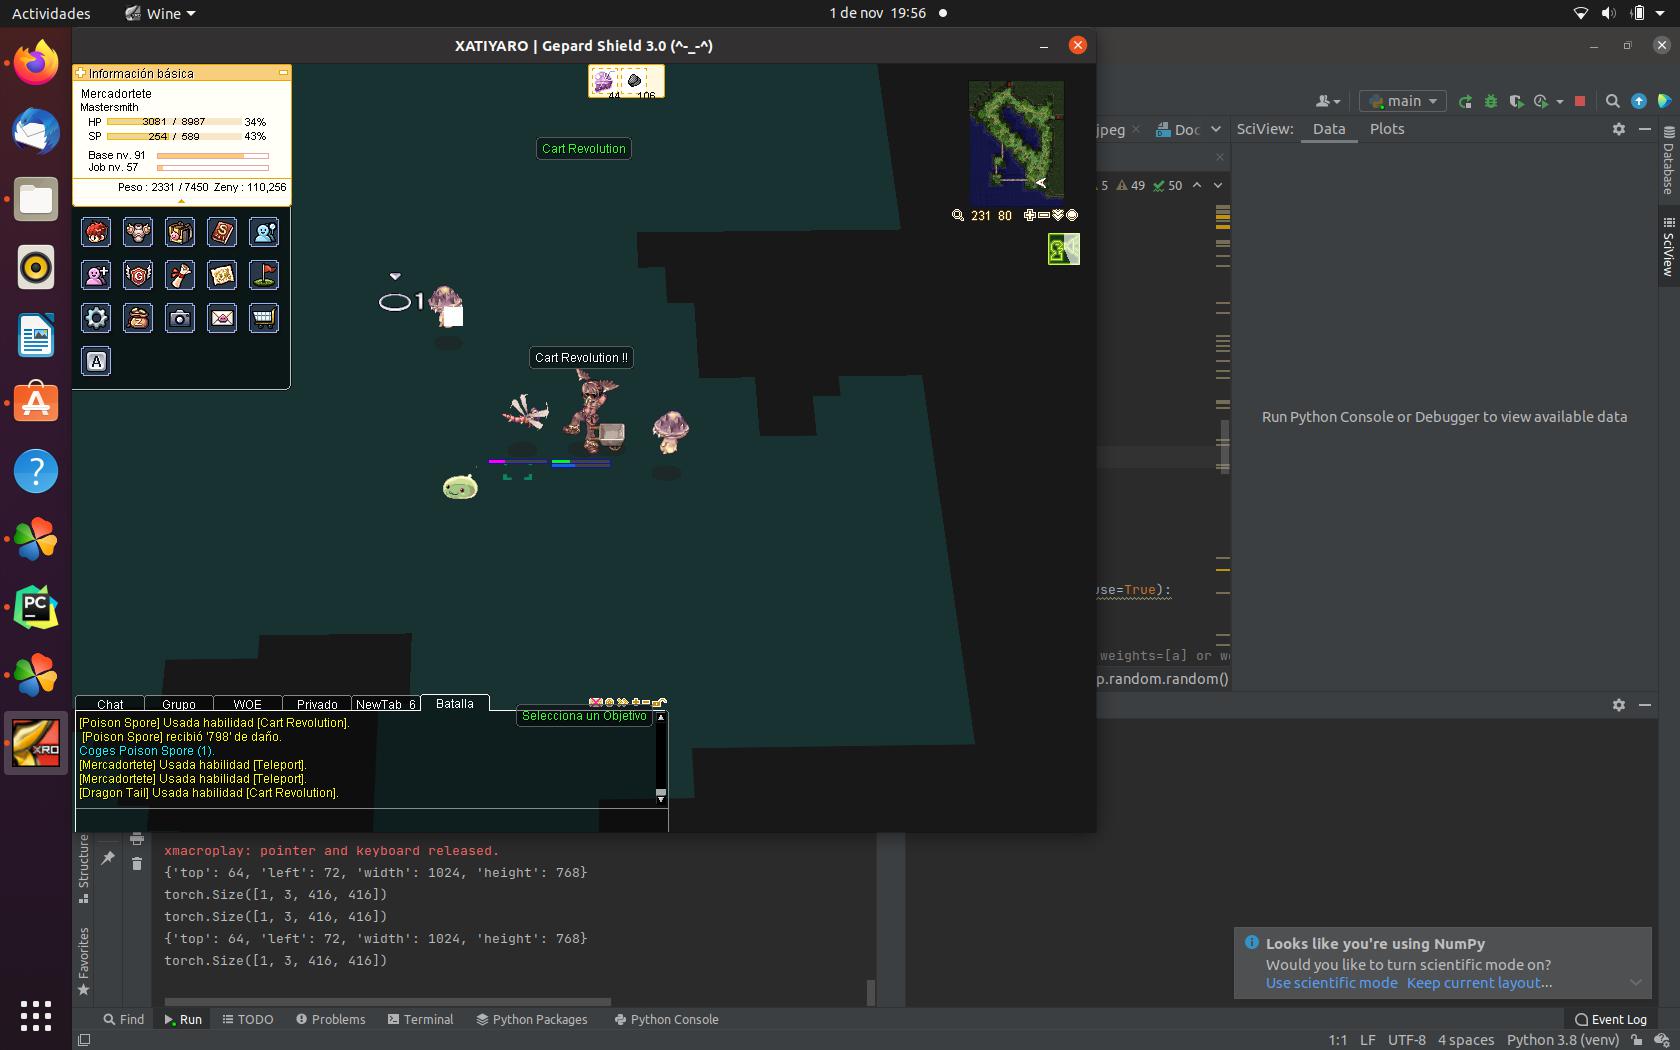 Actividades
Wine
1 de nov 19:56
XATIYARO | Gepard Shield 3.0 (^-_-^)
Información básica
Mercadortete
Mastersmith
HP 3081 / 8987 34%
SP 254 / 589 43%
Base nv. 91
Job nv. 57
Peso : 2331 / 7450 Zeny : 110,256
44 106
Cart Revolution
231 80
1
Cart Revolution !!
A
Chat Grupo WOE Privado NewTab_6 Batalla
Selecciona un Objetivo
[Poison Spore] Usada habilidad [Cart Revolution].
[Poison Spore] recibió '798' de daño.
Coges Poison Spore (1).
[Mercadortete] Usada habilidad [Teleport].
[Mercadortete] Usada habilidad [Teleport].
[Dragon Tail] Usada habilidad [Cart Revolution].
main
jpeg
Doc
SciView: Data Plots
5 49 50
Database
SciView
Run Python Console or Debugger to view available data
use=True):
weights=[a] or w
p.random.random()
PC
XRO
Structure
Favorites
xmacroplay: pointer and keyboard released.
{'top': 64, 'left': 72, 'width': 1024, 'height': 768}
torch.Size([1, 3, 416, 416])
torch.Size([1, 3, 416, 416])
{'top': 64, 'left': 72, 'width': 1024, 'height': 768}
torch.Size([1, 3, 416, 416])
Looks like you're using NumPy
Would you like to turn scientific mode on?
Use scientific mode Keep current layout...
Find Run TODO Problems Terminal Python Packages Python Console
Event Log
1:1 LF UTF-8 4 spaces Python 3.8 (venv)